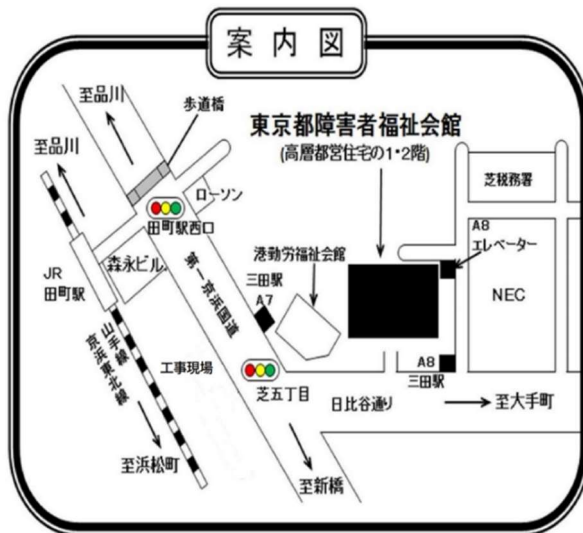 案内図
至品川
歩道橋
至品川
東京都障害者福祉会館
(高層都営住宅の1・2階)
芝税務署
ローソン
田町駅西口
A8
エレベーター
森永ビル
港勤労福祉会館
JR
田町駅
第一京浜国道
三田駅
A7
NEC
山手線
京浜東北線
工事現場
芝五丁目
A8
三田駅
日比谷通り
至大手町
至浜松町
至新橋